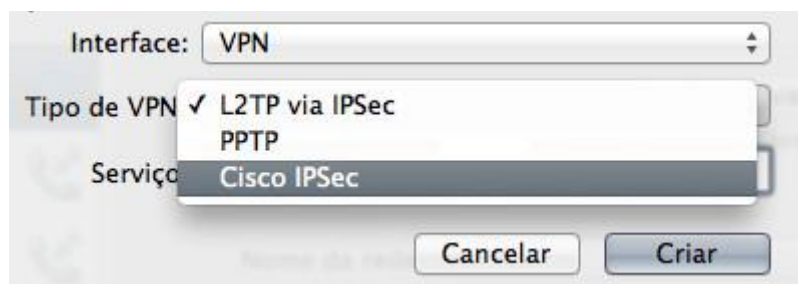 Interface: VPN
Tipo de VPN ✓ L2TP via IPSec
PPTP
Serviço Cisco IPSec
Cancelar Criar